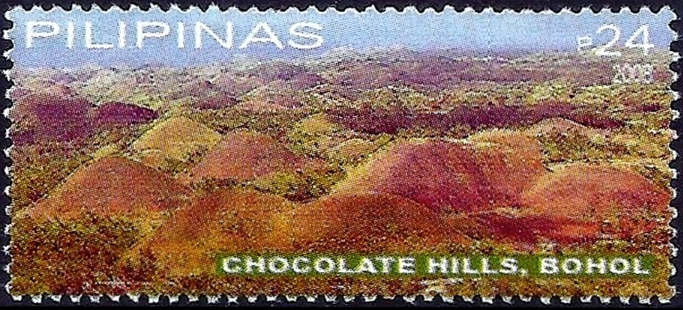 PILIPINAS
P24
2008
CHOCOLATE HILLS, BOHOL